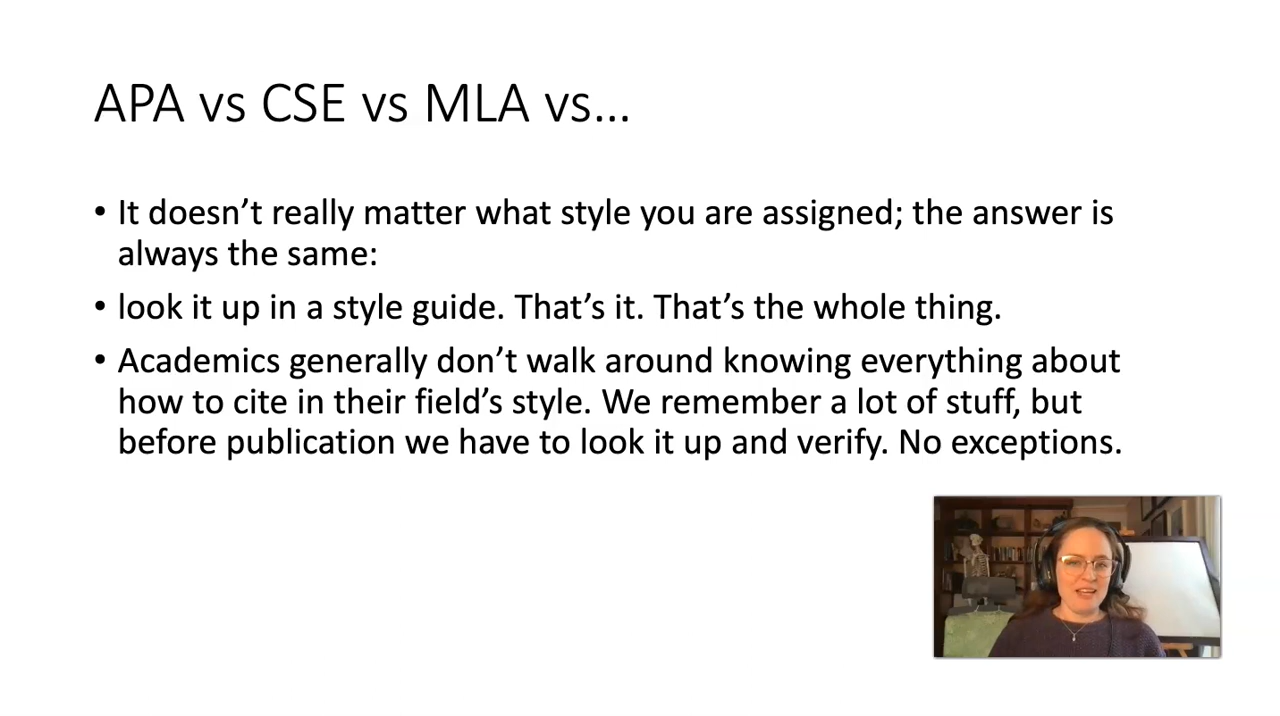 APA vs CSE vs MLA vs...
• It doesn’t really matter what style you are assigned; the answer is
always the same:
• look it up in a style guide. That’s it. That’s the whole thing.
• Academics generally don’t walk around knowing everything about
how to cite in their field’s style. We remember a lot of stuff, but
before publication we have to look it up and verify. No exceptions.